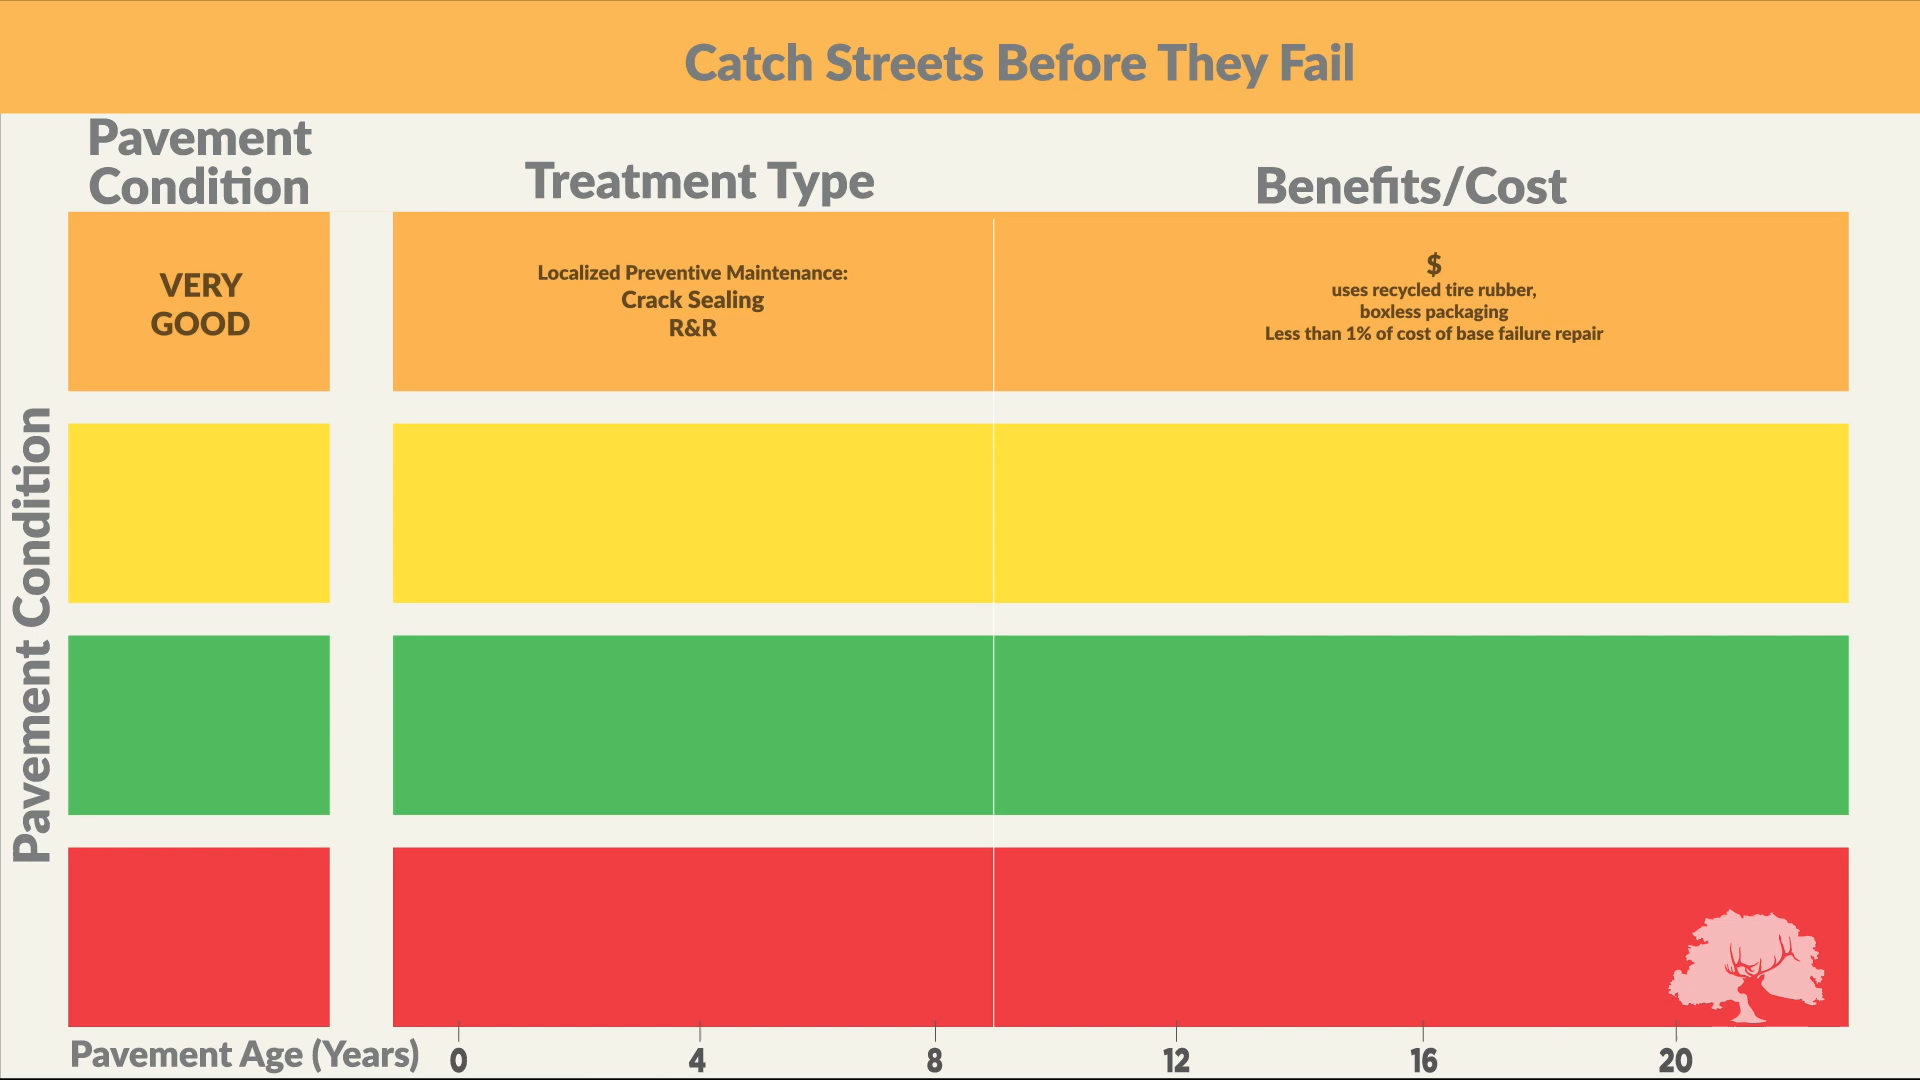 Catch Streets Before They Fail
Pavement
Condition
Treatment Type
Benefits/Cost
VERY
GOOD
Localized Preventive Maintenance:
Crack Sealing
R&R
$
uses recycled tire rubber,
boxless packaging
Less than 1% of cost of base failure repair
Pavement Condition
Pavement Age (Years)
0
4
8
12
16
20